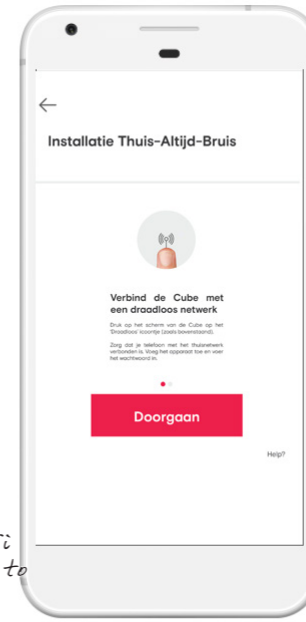 Installatie Thuis-Altijd-Bruis
Verbind de Cube met
een draadloos netwerk
Druk op het scherm van de Cube op het
'Draadloos' icoontje (zoals bovenstaand).
Zorg dat je telefoon met het thuisnetwerk
verbonden is. Voeg het apparaat toe en voer
het wachtwoord in.
Doorgaan
Help?
to